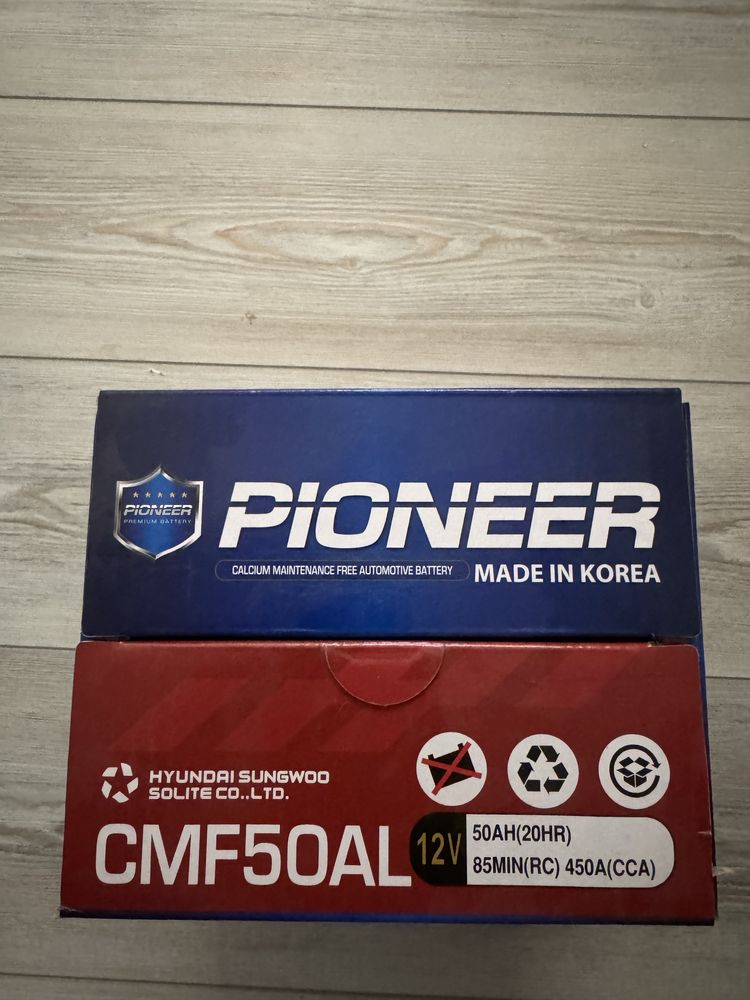 PIONEER
PREMIUM BATTERY
PIONEER
CALCIUM MAINTENANCE FREE AUTOMOTIVE BATTERY
MADE IN KOREA
HYUNDAI SUNGWOO
SOLITE CO.,LTD.
CMF50AL
12V
50AH(20HR)
85MIN(RC) 450A(CCA)